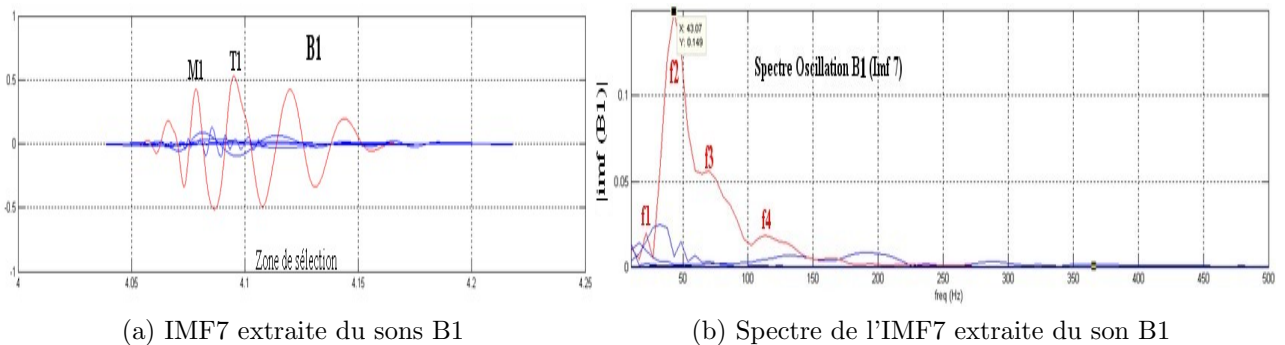 1
0.5
0
-0.5
-1
M1
T1
B1
Zone de sélection
4
4.05
4.1
4.15
4.2
4.25
|imf (B1)|
0.1
0.05
0
X: 43.07
Y: 0.149
f1
f2
f3
f4
Spectre Oscillation B1 (Imf 7)
50
100
150
200
250
300
350
400
450
500
freq (Hz)
(a) IMF7 extraite du sons B1
(b) Spectre de l'IMF7 extraite du son B1